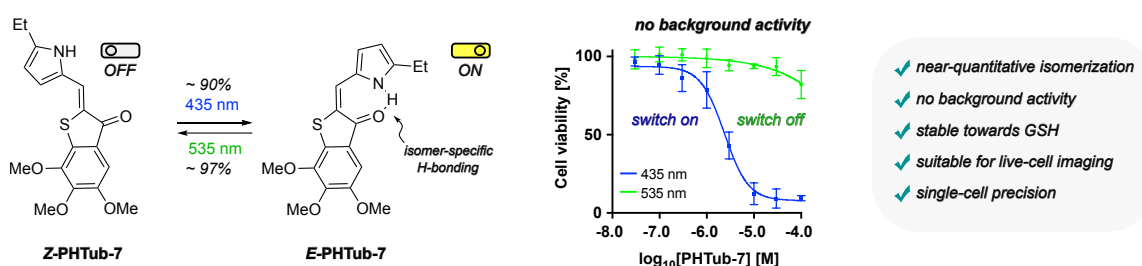 Et
NH
OFF
S
O
MeO
MeO
OMe
Z-PHTub-7
~ 90%
435 nm
535 nm
~ 97%
Et
N
H
ON
S
O
isomer-specific
H-bonding
MeO
MeO
OMe
E-PHTub-7
no background activity
Cell viability [%]
100
50
0
switch on
switch off
435 nm
535 nm
-8.0 -7.0 -6.0 -5.0 -4.0
log10[PHTub-7] [M]
near-quantitative isomerization
no background activity
stable towards GSH
suitable for live-cell imaging
single-cell precision